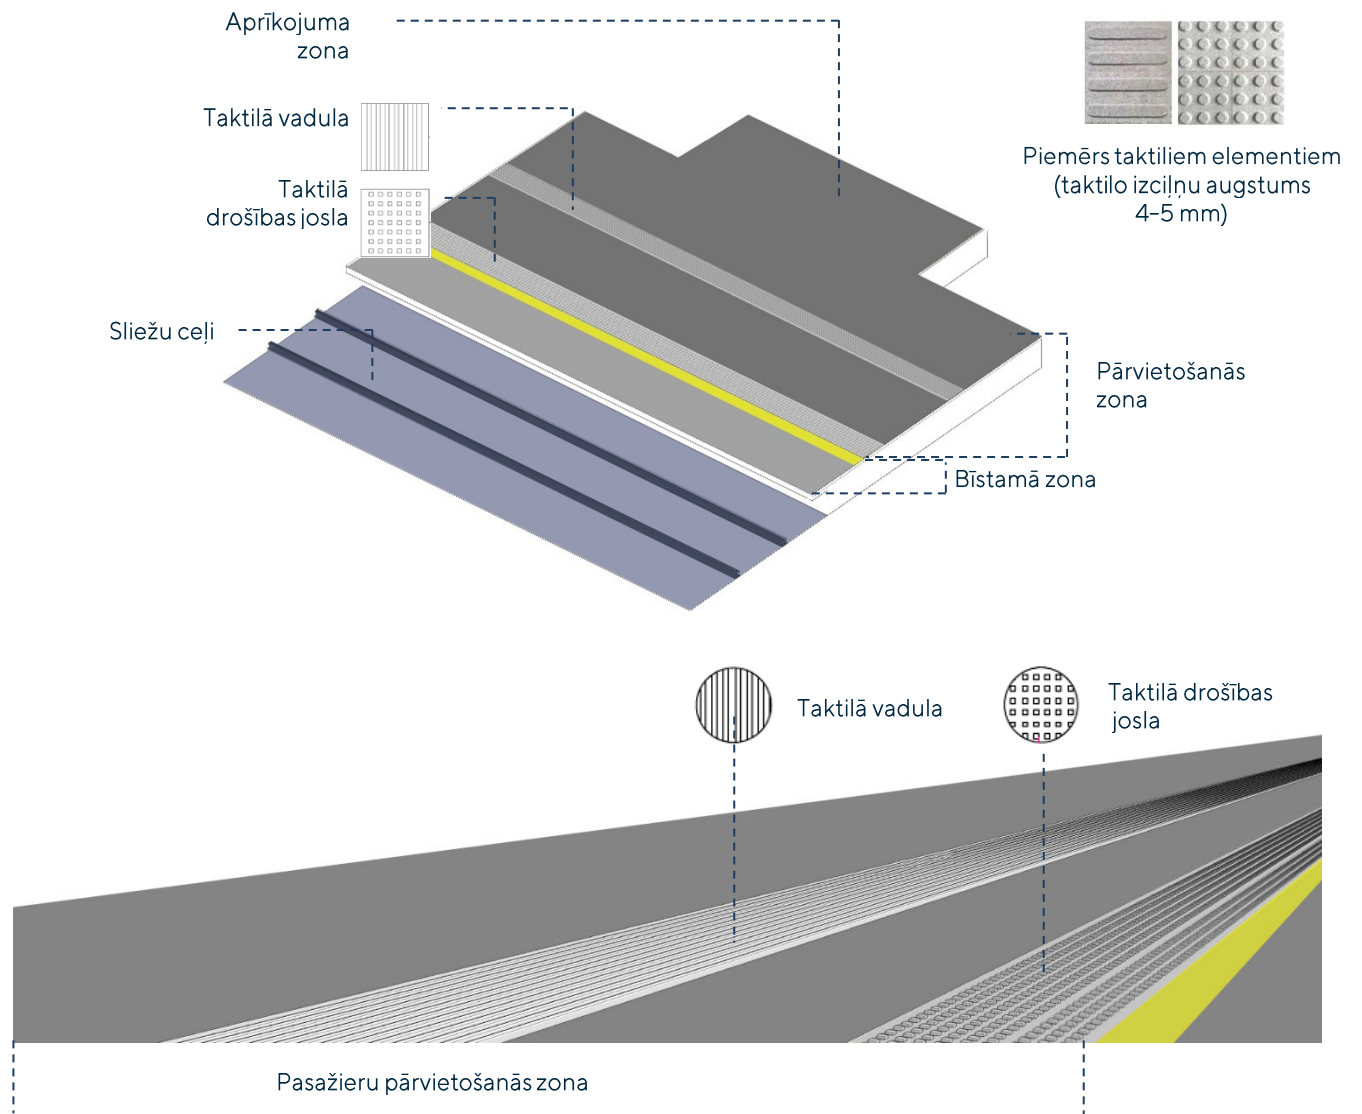 Aprīkojuma
zona
Taktilā vadula
Taktilā
drošības josla
Sliežu ceļi
Piemērs taktiliem elementiem
(taktilo izciļņu augstums
4-5 mm)
Pārvietošanās
zona
Bīstamā zona
Taktilā vadula
Taktilā drošības
josla
Pasažieru pārvietošanās zona